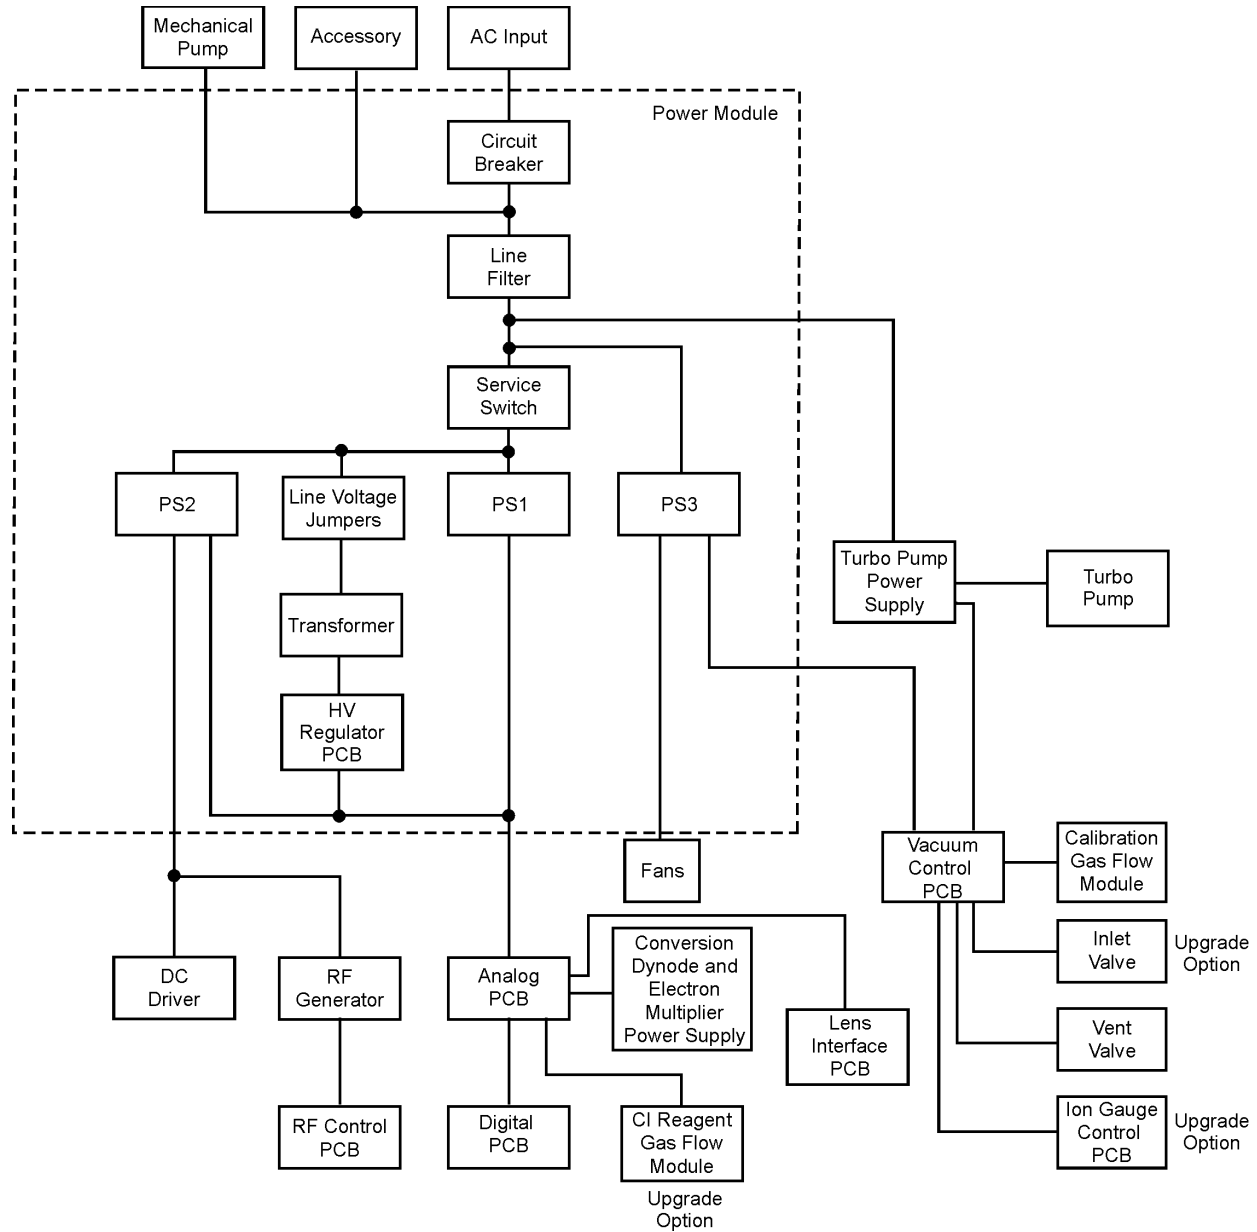 Mechanical
Pump
Accessory
AC Input
Power Module
Circuit
Breaker
Line
Filter
Service
Switch
PS2
Line Voltage
Jumpers
PS1
PS3
Turbo Pump
Power
Supply
Turbo
Pump
Transformer
HV
Regulator
PCB
Fans
Vacuum
Control
PCB
Calibration
Gas Flow
Module
Inlet
Valve
Upgrade
Option
DC
Driver
RF
Generator
Analog
PCB
Conversion
Dynode and
Electron
Multiplier
Power Supply
Lens
Interface
PCB
Vent
Valve
RF Control
PCB
Digital
PCB
CI Reagent
Gas Flow
Module
Upgrade
Option
Ion Gauge
Control
PCB
Upgrade
Option